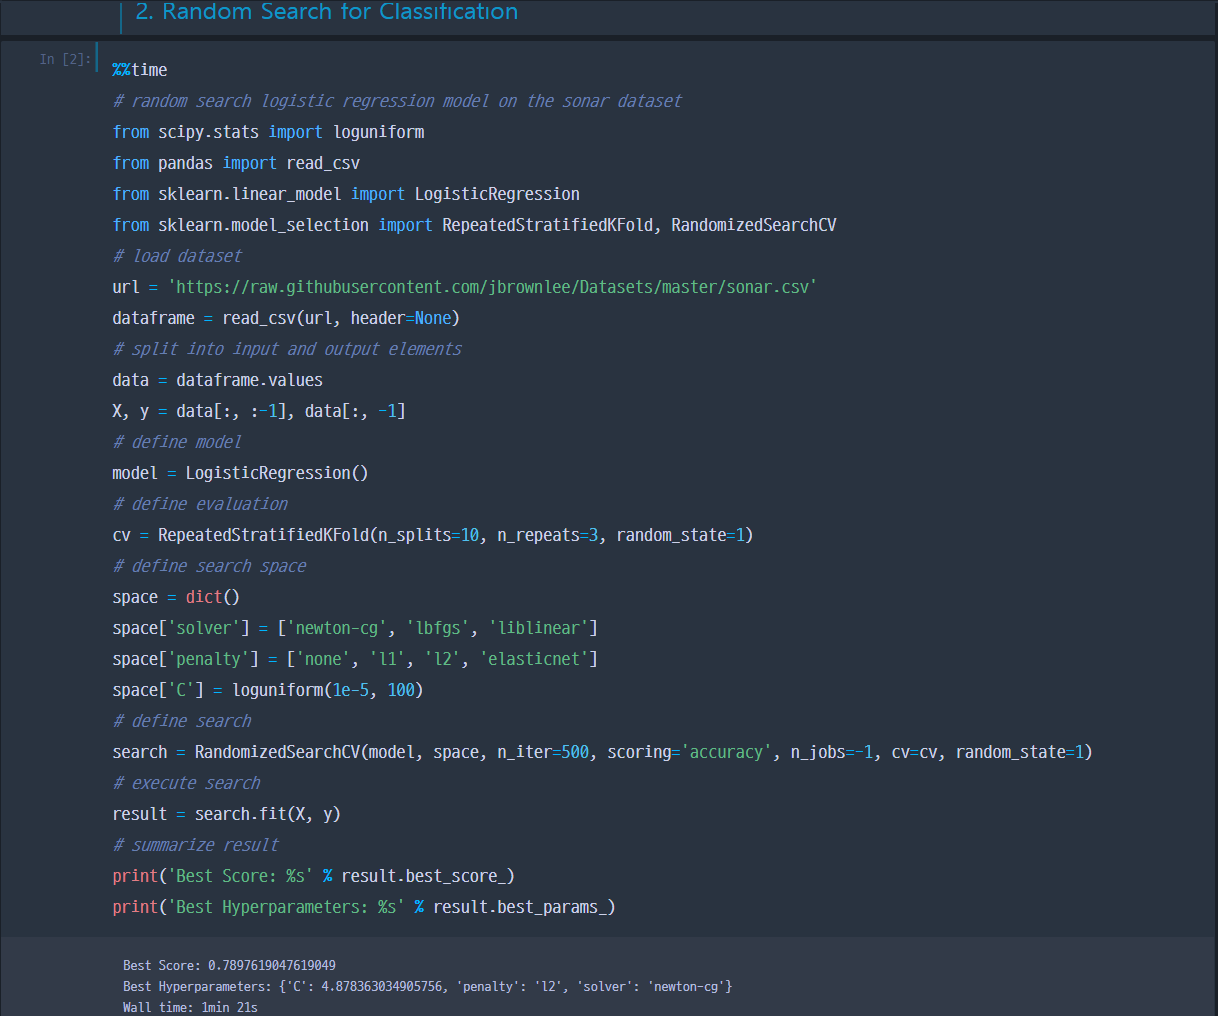 2. Random Search for Classification
In [2]:
%%time
# random search logistic regression model on the sonar dataset
from scipy.stats import loguniform
from pandas import read_csv
from sklearn.linear_model import LogisticRegression
from sklearn.model_selection import RepeatedStratifiedKFold, RandomizedSearchCV
# load dataset
url = 'https://raw.githubusercontent.com/jbrownlee/Datasets/master/sonar.csv'
dataframe = read_csv(url, header=None)
# split into input and output elements
data = dataframe.values
X, y = data[:, :-1], data[:, -1]
# define model
model = LogisticRegression()
# define evaluation
cv = RepeatedStratifiedKFold(n_splits=10, n_repeats=3, random_state=1)
# define search space
space = dict()
space['solver'] = ['newton-cg', 'lbfgs', 'liblinear']
space['penalty'] = ['none', 'l1', 'l2', 'elasticnet']
space['C'] = loguniform(1e-5, 100)
# define search
search = RandomizedSearchCV(model, space, n_iter=500, scoring='accuracy', n_jobs=-1, cv=cv, random_state=1)
# execute search
result = search.fit(X, y)
# summarize result
print('Best Score: %s' % result.best_score_)
print('Best Hyperparameters: %s' % result.best_params_)
Best Score: 0.7897619047619049
Best Hyperparameters: {'C': 4.878363034905756, 'penalty': 'l2', 'solver': 'newton-cg'}
Wall time: 1min 21s